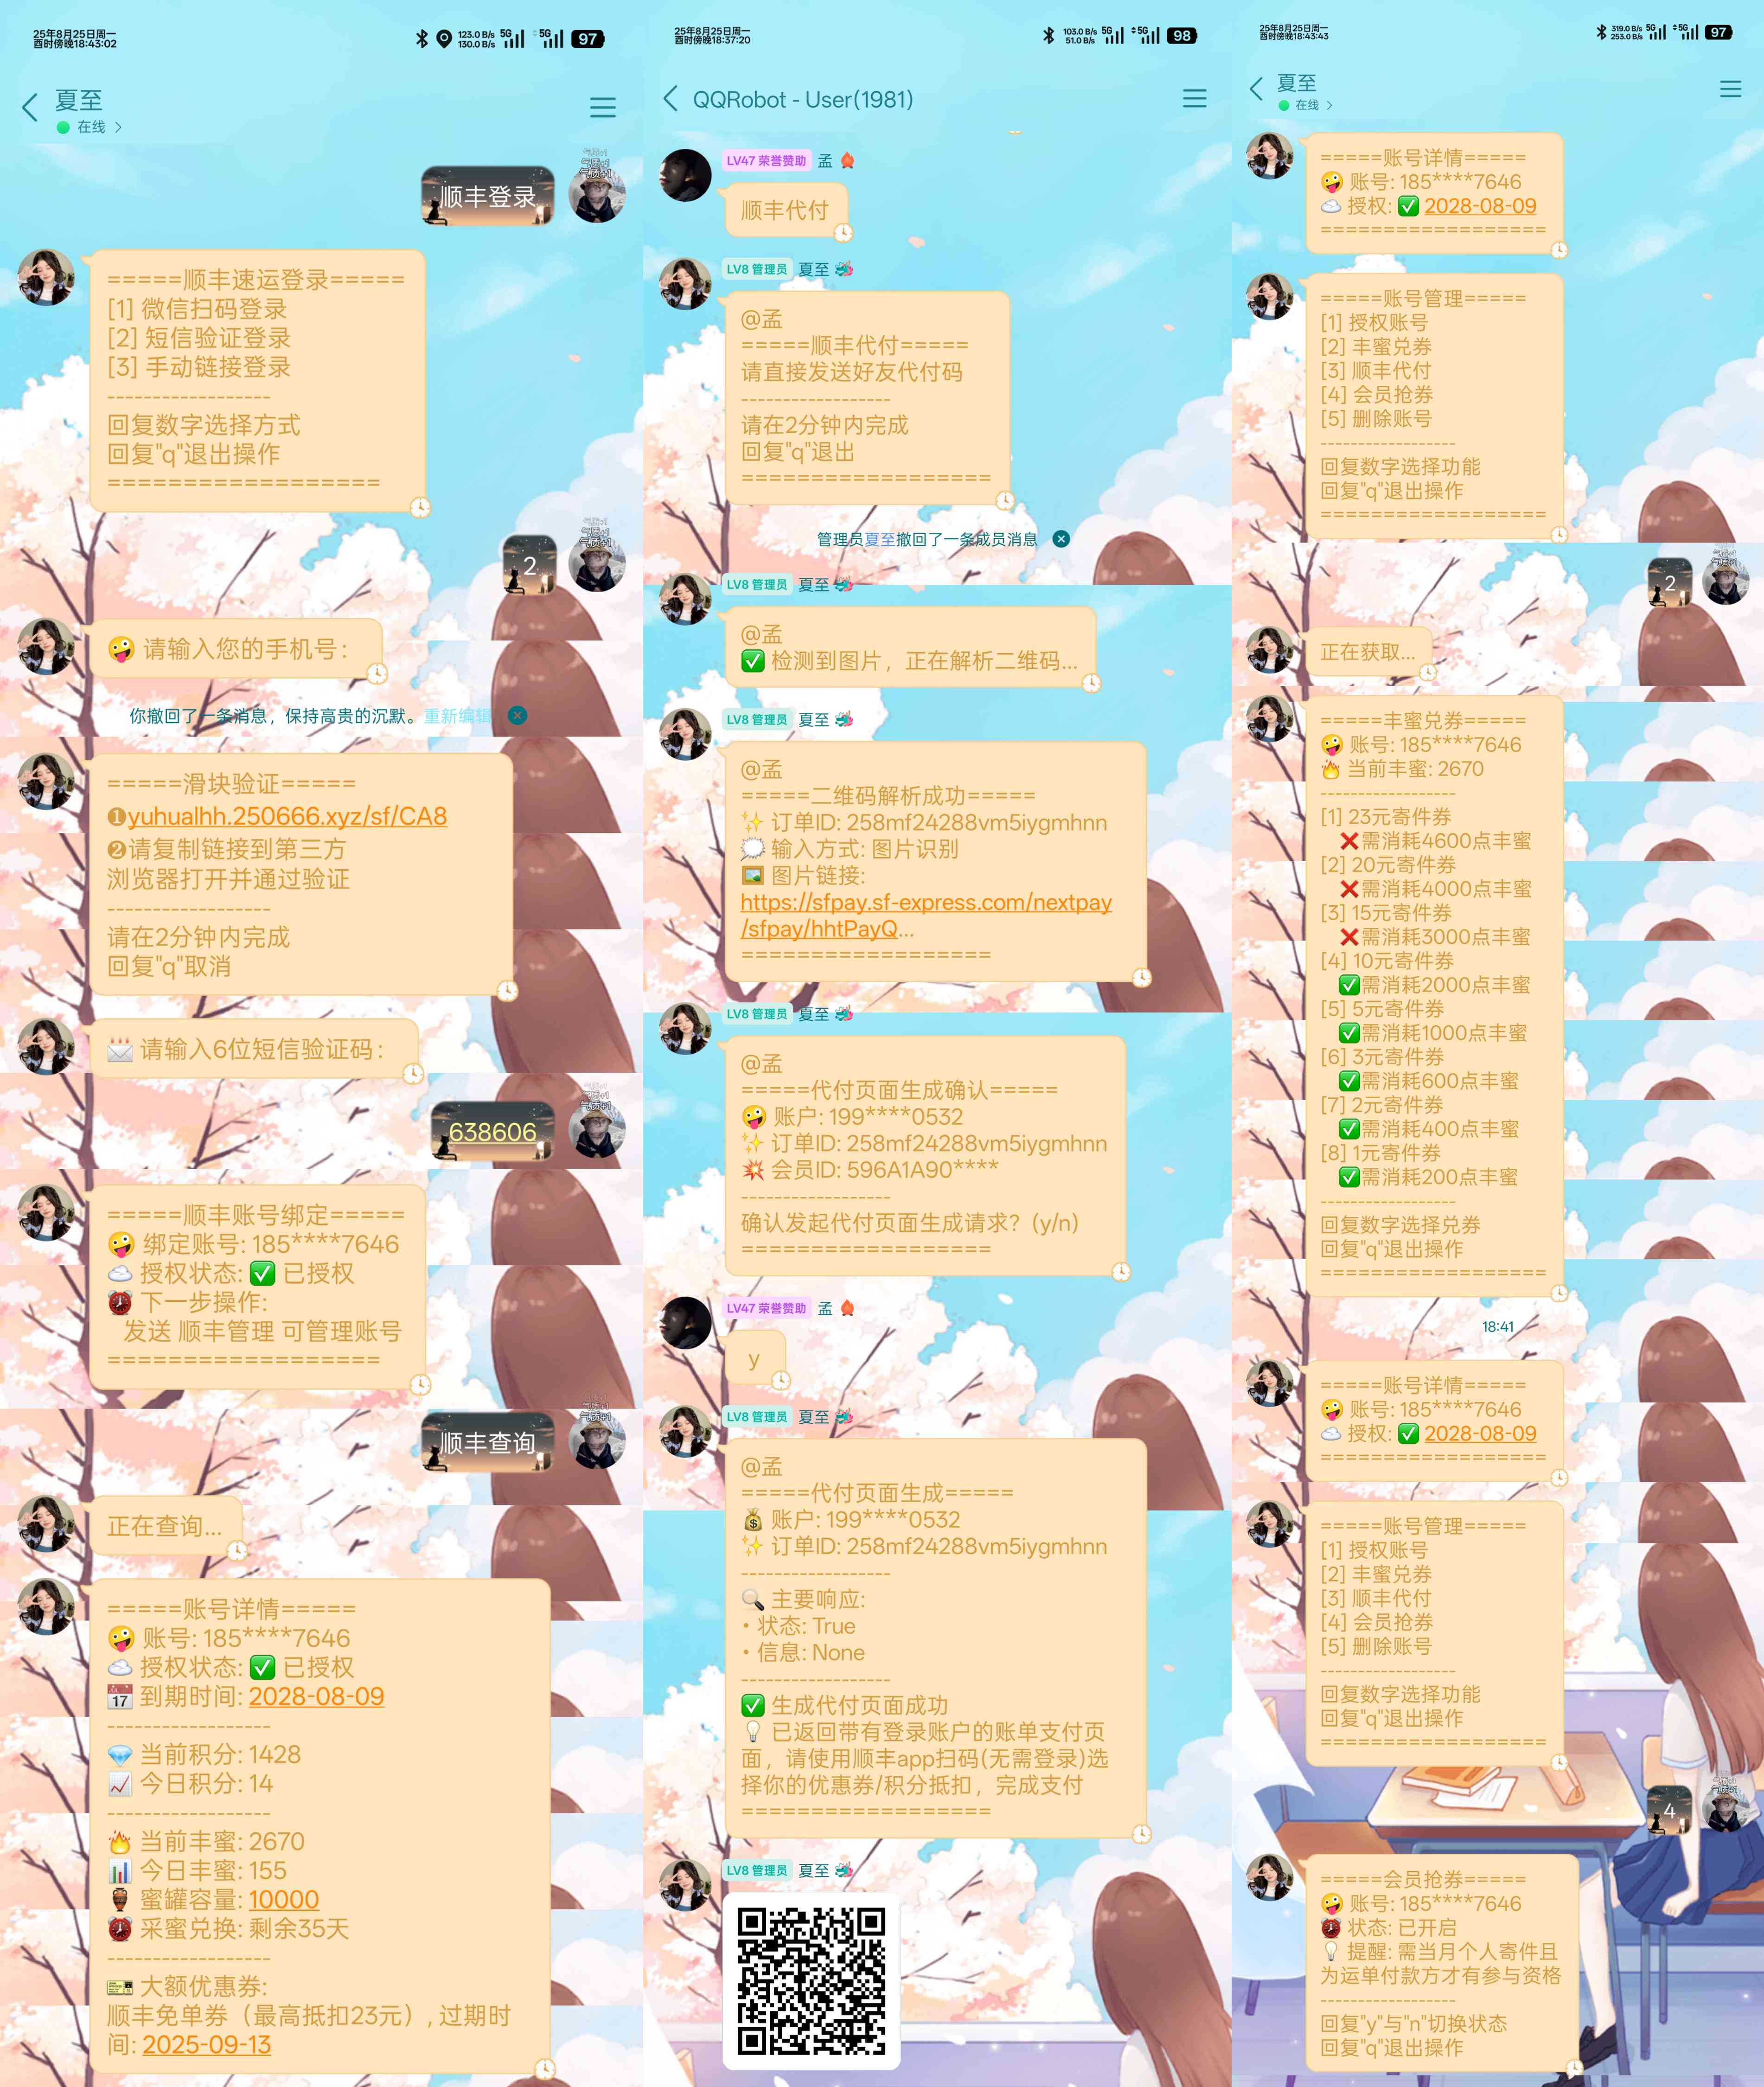 25年8月25日周一
酉时傍晚18:43:02
123.0 B/s
130.0 B/s
5G
5G
97
夏至
在线
顺丰登录
=====顺丰速运登录=====
[1] 微信扫码登录
[2] 短信验证登录
[3] 手动链接登录
------------------
回复数字选择方式
回复"q"退出操作
==================
2
请输入您的手机号:
你撤回了一条消息，保持高贵的沉默。重新编辑
=====滑块验证=====
❶yuhualhh.250666.xyz/sf/CA8
❷请复制链接到第三方
浏览器打开并通过验证
------------------
请在2分钟内完成
回复"q"取消
请输入6位短信验证码:
气质+1
638606
=====顺丰账号绑定=====
绑定账号: 185****7646
授权状态: ✅ 已授权
下一步操作:
发送 顺丰管理 可管理账号
==================
顺丰查询
正在查询...
=====账号详情=====
账号: 185****7646
授权状态: ✅ 已授权
17 到期时间: 2028-08-09
------------------
当前积分: 1428
今日积分: 14
------------------
当前丰蜜: 2670
今日丰蜜: 155
蜜罐容量: 10000
采蜜兑换: 剩余35天
------------------
大额优惠券:
顺丰免单券（最高抵扣23元）, 过期时
间: 2025-09-13
25年8月25日周一
酉时傍晚18:37:20
103.0 B/s
51.0 B/s
5G
5G
98
QQRobot - User(1981)
LV47 荣誉赞助 孟
顺丰代付
LV8 管理员 夏至
@孟
=====顺丰代付=====
请直接发送好友代付码
-----------------
请在2分钟内完成
回复"q"退出
==================
管理员夏至撤回了一条成员消息
LV8 管理员 夏至
@孟
✅ 检测到图片，正在解析二维码...
LV8 管理员 夏至
@孟
=====二维码解析成功=====
订单ID: 258mf24288vm5iygmhnn
输入方式: 图片识别
图片链接:
https://sfpay.sf-express.com/nextpay
/sfpay/hhtPayQ...
==================
LV8 管理员 夏至
@孟
=====代付页面生成确认=====
账户: 199****0532
订单ID: 258mf24288vm5iygmhnn
会员ID: 596A1A90****
-----------------
确认发起代付页面生成请求？(y/n)
==================
LV47 荣誉赞助 孟
y
LV8 管理员 夏至
@孟
=====代付页面生成=====
账户: 199****0532
订单ID: 258mf24288vm5iygmhnn
-----------------
主要响应:
• 状态: True
• 信息: None
-----------------
✅ 生成代付页面成功
已返回带有登录账户的账单支付页
面，请使用顺丰app扫码(无需登录)选
择你的优惠券/积分抵扣，完成支付
==================
LV8 管理员 夏至
25年8月25日周一
酉时傍晚18:43:43
319.0 B/s
253.0 B/s
5G
5G
97
夏至
在线
=====账号详情=====
账号: 185****7646
授权: ✅ 2028-08-09
==================
=====账号管理=====
[1] 授权账号
[2] 丰蜜兑券
[3] 顺丰代付
[4] 会员抢券
[5] 删除账号
------------------
回复数字选择功能
回复"q"退出操作
==================
2
正在获取...
=====丰蜜兑券=====
账号: 185****7646
当前丰蜜: 2670
------------------
[1] 23元寄件券
❌需消耗4600点丰蜜
[2] 20元寄件券
❌需消耗4000点丰蜜
[3] 15元寄件券
❌需消耗3000点丰蜜
[4] 10元寄件券
✅需消耗2000点丰蜜
[5] 5元寄件券
✅需消耗1000点丰蜜
[6] 3元寄件券
✅需消耗600点丰蜜
[7] 2元寄件券
✅需消耗400点丰蜜
[8] 1元寄件券
✅需消耗200点丰蜜
------------------
回复数字选择兑券
回复"q"退出操作
==================
18:41
=====账号详情=====
账号: 185****7646
授权: ✅ 2028-08-09
==================
=====账号管理=====
[1] 授权账号
[2] 丰蜜兑券
[3] 顺丰代付
[4] 会员抢券
[5] 删除账号
------------------
回复数字选择功能
回复"q"退出操作
==================
4
=====会员抢券=====
账号: 185****7646
状态: 已开启
提醒: 需当月个人寄件且
为运单付款方才有参与资格
------------------
回复"y"与"n"切换状态
回复"q"退出操作